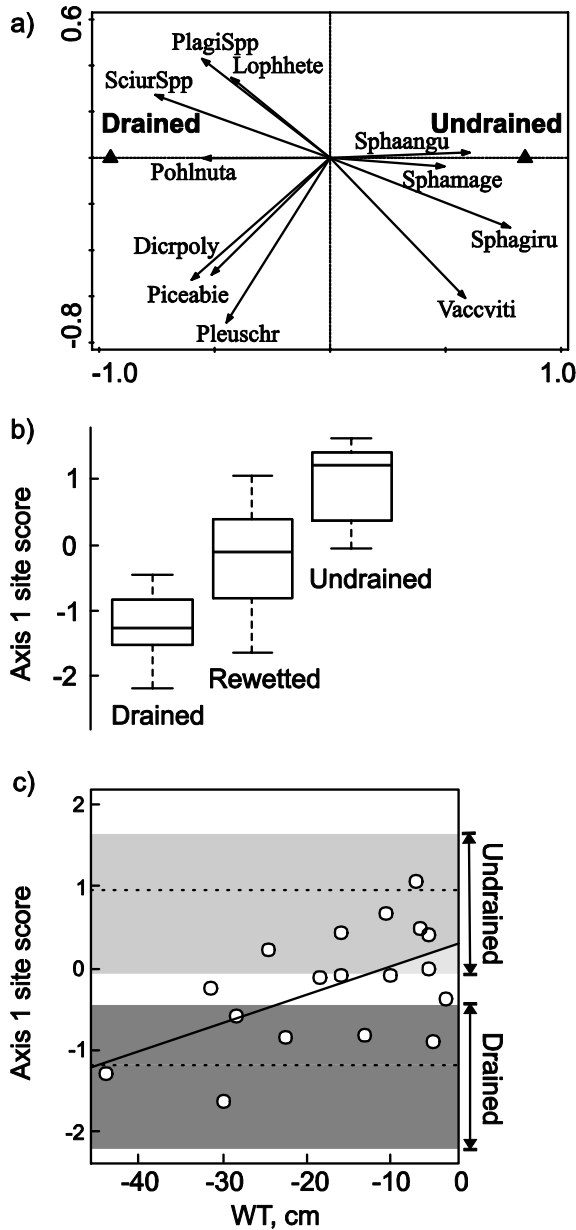 a)
0.6
PlagiSpp
Lophhete
SciurSpp
Drained
Undrained
Sphaangu
Pohlnuta
Sphamage
Sphagiru
Dicrpoly
Piceabie
Vaccviti
Pleuschr
-0.8
-1.0
1.0
b)
Axis 1 site score
1
0
-1
-2
Undrained
Rewetted
Drained
c)
Axis 1 site score
2
1
0
-1
-2
Undrained
Drained
-40
-30
-20
-10
0
WT, cm